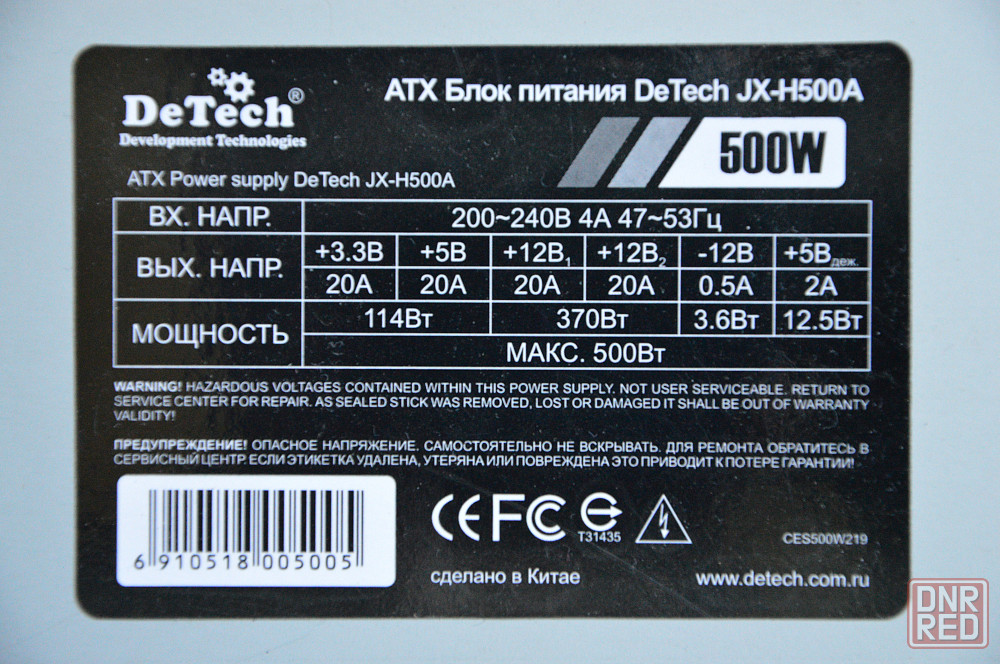 DeTech®
Development Technologies
ATX Блок питания DeTech JX-H500A
500W
ATX Power supply DeTech JX-H500A
ВХ. НАПР. 200~240В 4А 47~53Гц
ВЫХ. НАПР. +3.3В +5В +12В1 +12В2 -12В +5Вдеж.
20А 20А 20А 20А 0.5А 2А
МОЩНОСТЬ 114Вт 370Вт 3.6Вт 12.5Вт
МАКС. 500Вт
WARNING! HAZARDOUS VOLTAGES CONTAINED WITHIN THIS POWER SUPPLY. NOT USER SERVICEABLE. RETURN TO
SERVICE CENTER FOR REPAIR. AS SEALED STICK WAS REMOVED, LOST OR DAMAGED IT SHALL BE OUT OF WARRANTY
VALIDITY!
ПРЕДУПРЕЖДЕНИЕ! ОПАСНОЕ НАПРЯЖЕНИЕ. САМОСТОЯТЕЛЬНО НЕ ВСКРЫВАТЬ. ДЛЯ РЕМОНТА ОБРАТИТЕСЬ В
СЕРВИСНЫЙ ЦЕНТР. ЕСЛИ ЭТИКЕТКА УДАЛЕНА, УТЕРЯНА ИЛИ ПОВРЕЖДЕНА ЭТО ПРИВОДИТ К ПОТЕРЕ ГАРАНТИИ!
6 910518 005005
CE FC
T31435
CES500W219
сделано в Китае
www.detech.com.ru
DNR
RED